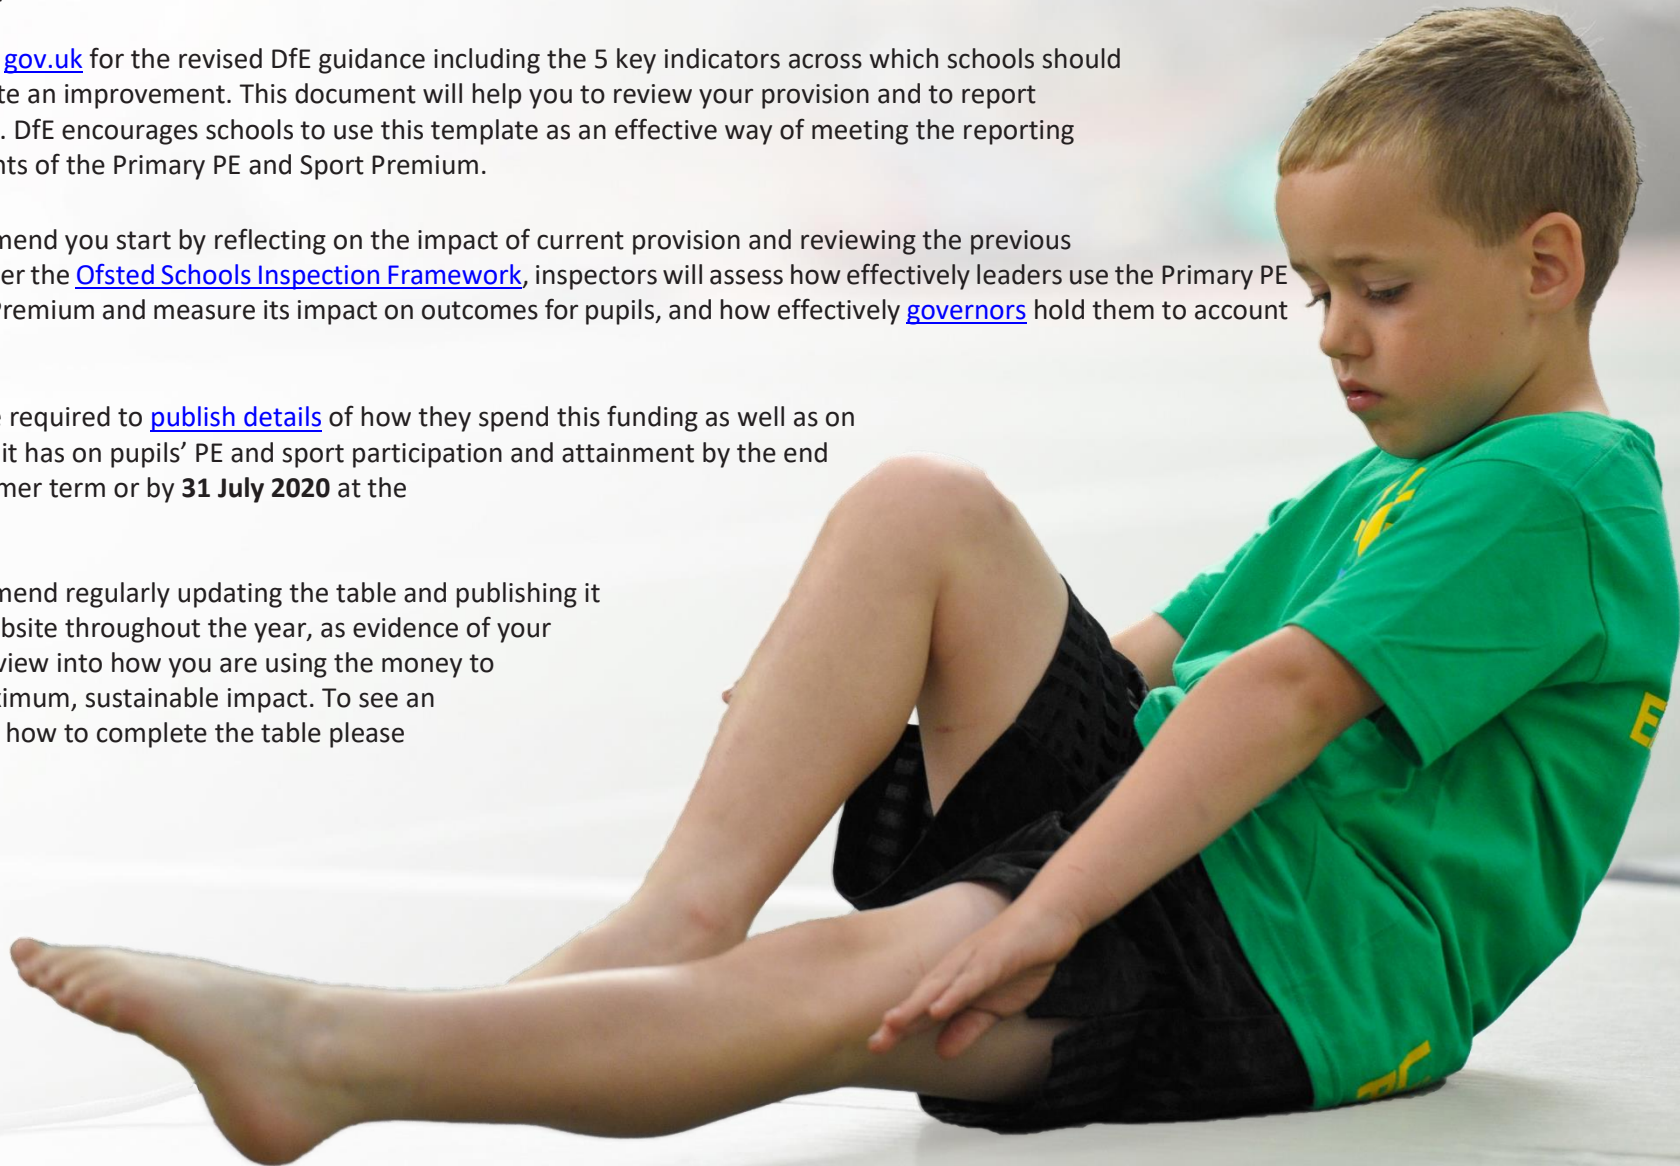 gov.uk for the revised DfE guidance including the 5 key indicators across which schools should
te an improvement. This document will help you to review your provision and to report
. DfE encourages schools to use this template as an effective way of meeting the reporting
nts of the Primary PE and Sport Premium.
mend you start by reflecting on the impact of current provision and reviewing the previous
er the Ofsted Schools Inspection Framework, inspectors will assess how effectively leaders use the Primary PE
Premium and measure its impact on outcomes for pupils, and how effectively governors hold them to account
e required to publish details of how they spend this funding as well as on
it has on pupils’ PE and sport participation and attainment by the end
mer term or by 31 July 2020 at the
mend regularly updating the table and publishing it
bsite throughout the year, as evidence of your
view into how you are using the money to
ximum, sustainable impact. To see an
how to complete the table please